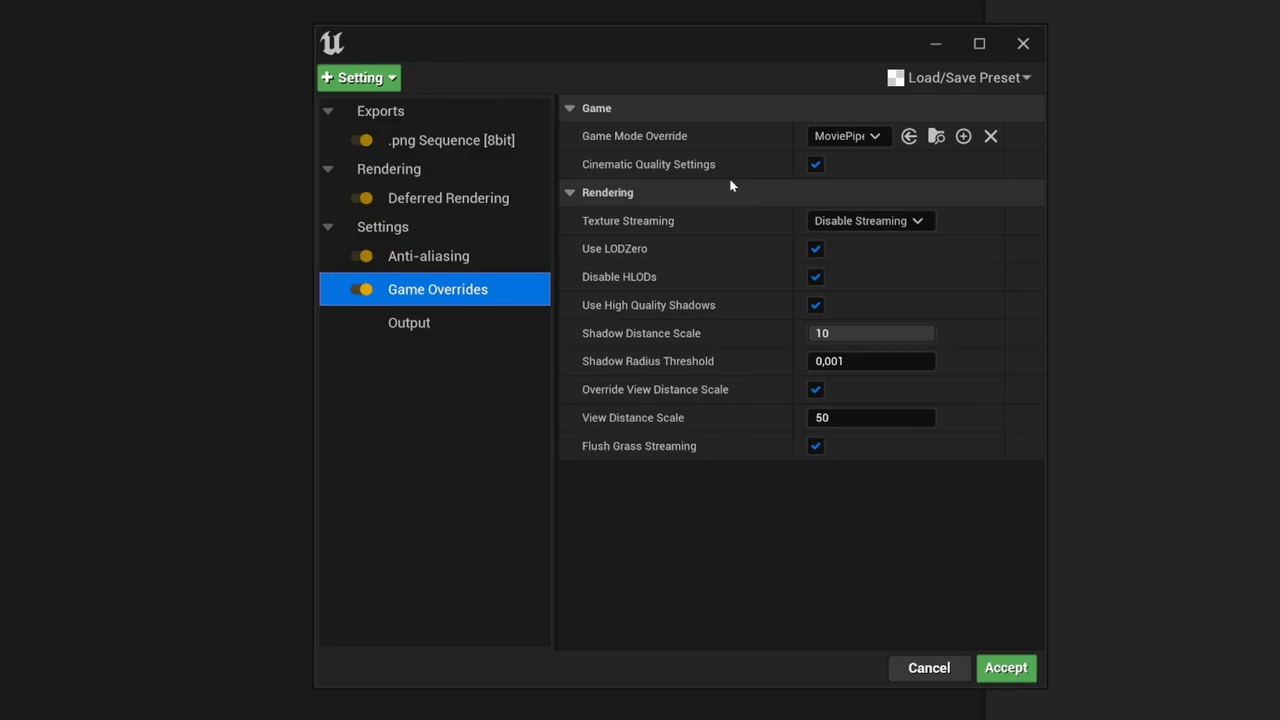 Setting
Load/Save Preset
Exports
.png Sequence [8bit]
Rendering
Deferred Rendering
Settings
Anti-aliasing
Game Overrides
Output
Game
Game Mode Override
MoviePipe
Cinematic Quality Settings
Rendering
Texture Streaming
Disable Streaming
Use LODZero
Disable HLODs
Use High Quality Shadows
Shadow Distance Scale
10
Shadow Radius Threshold
0,001
Override View Distance Scale
View Distance Scale
50
Flush Grass Streaming
Cancel
Accept